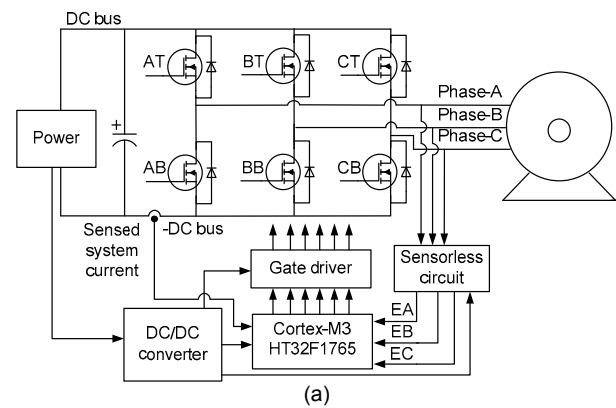 DC bus
AT
BT
CT
Phase-A
Phase-B
Phase-C
Power
+
AB
BB
CB
Sensed
system
current
-DC bus
Gate driver
Sensorless
circuit
DC/DC
converter
Cortex-M3
HT32F1765
EA
EB
EC
(a)